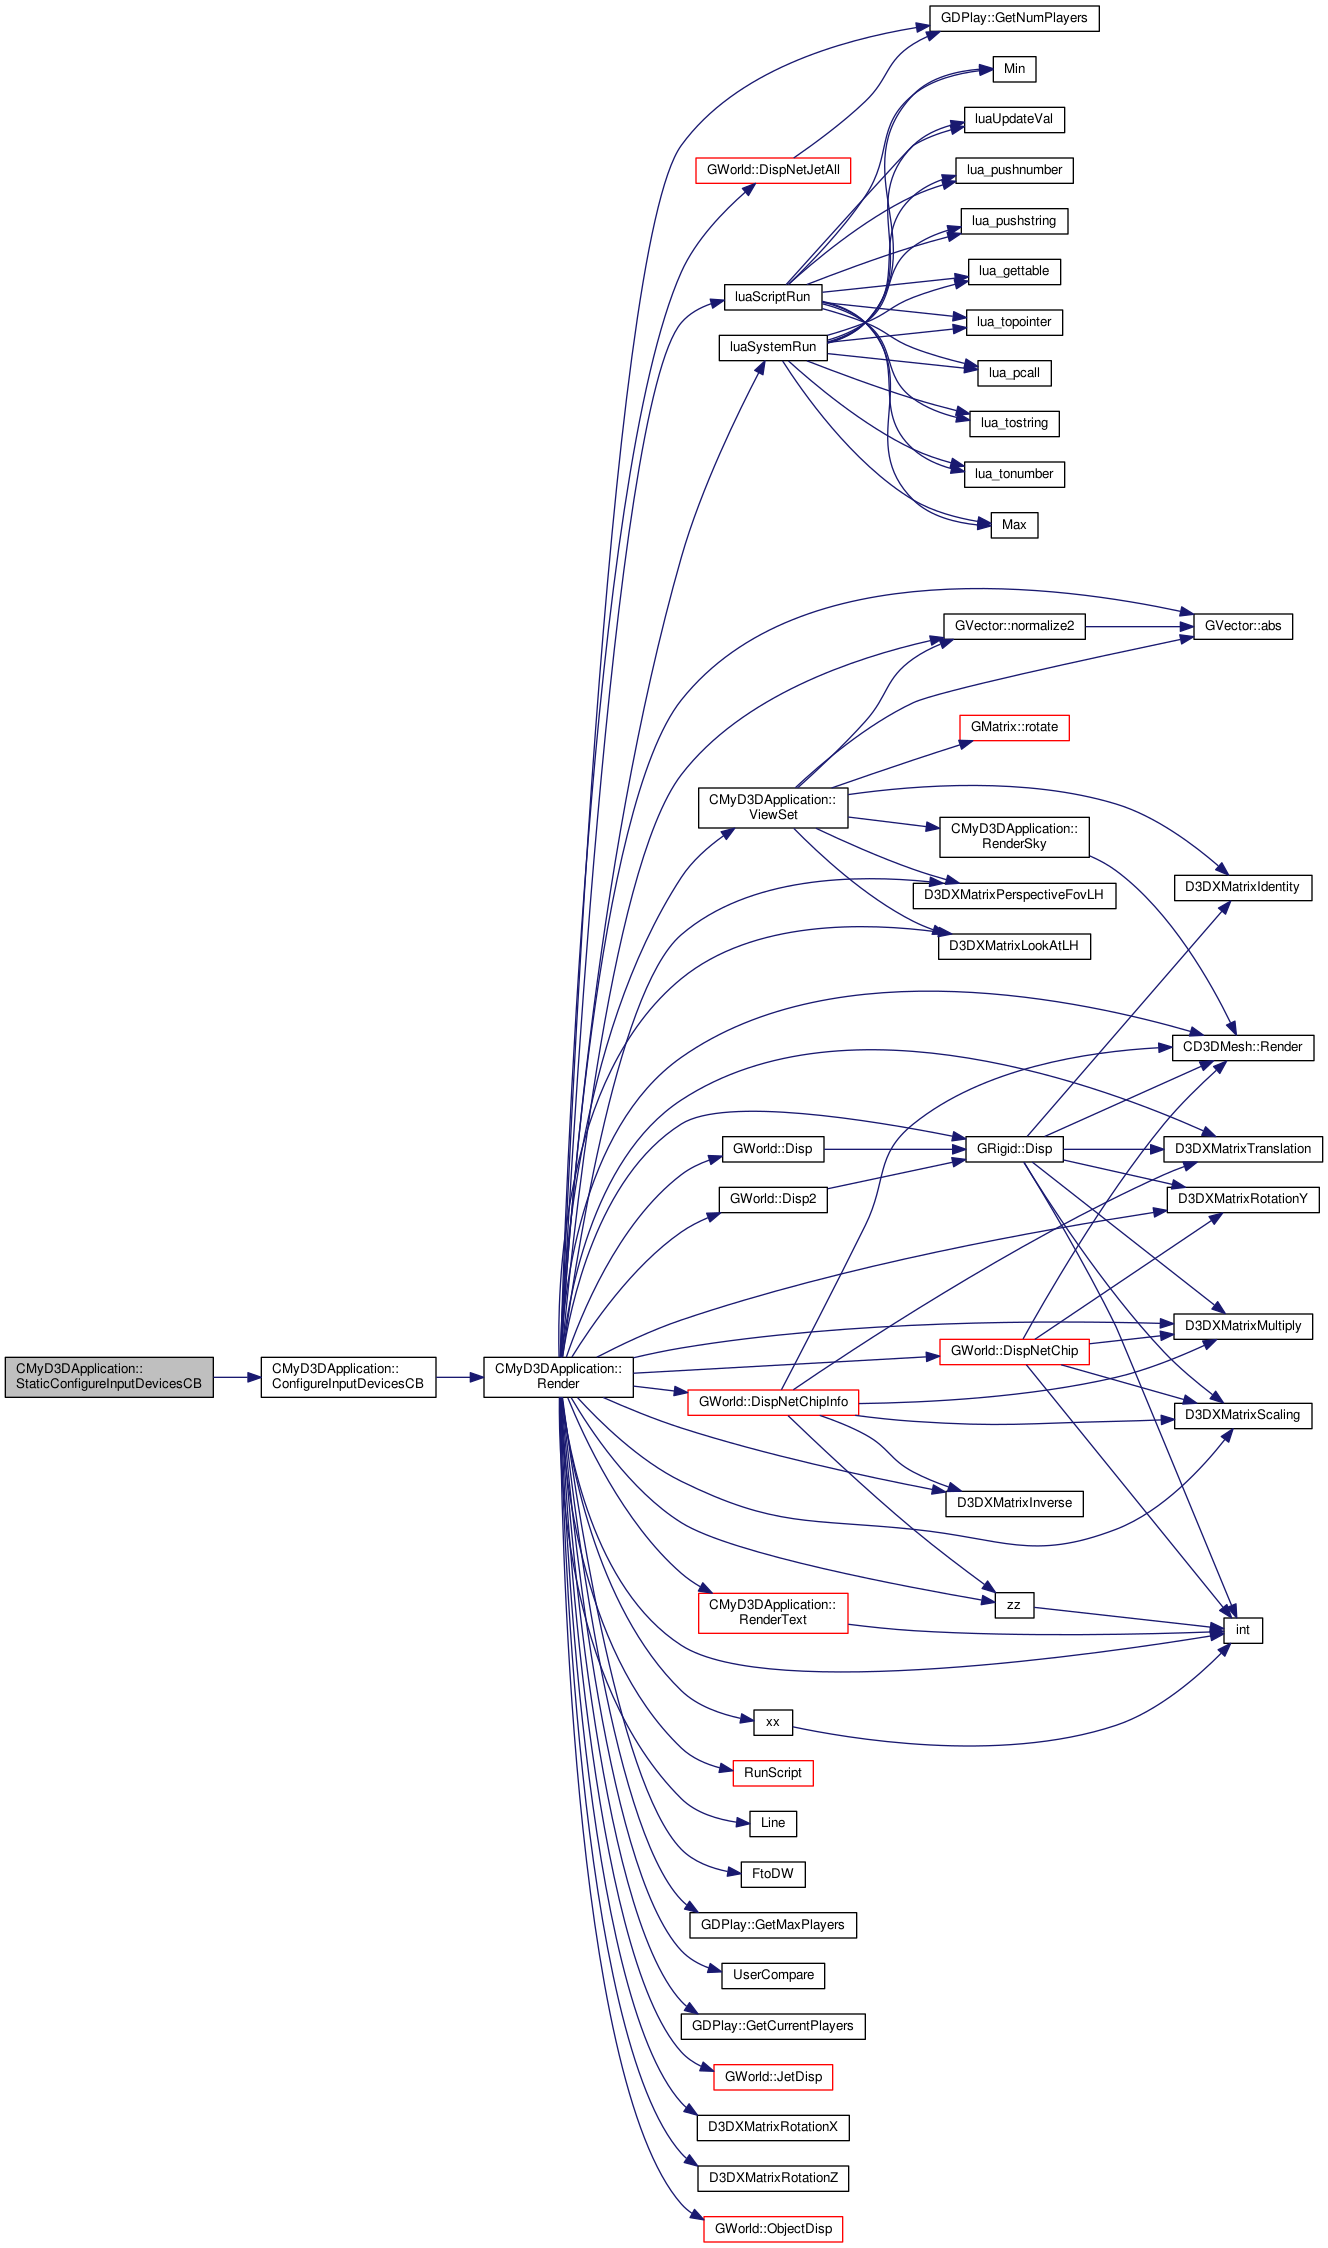 GDPlay::GetNumPlayers
Min
luaUpdateVal
GWorld::DispNetJetAll
lua_pushnumber
lua_pushstring
lua_gettable
luaScriptRun
lua_topointer
luaSystemRun
lua_pcall
lua_tostring
lua_tonumber
Max
GVector::normalize2
GVector::abs
GMatrix::rotate
CMyD3DApplication::
ViewSet
CMyD3DApplication::
RenderSky
D3DXMatrixPerspectiveFovLH
D3DXMatrixIdentity
D3DXMatrixLookAtLH
CD3DMesh::Render
GWorld::Disp
GRigid::Disp
D3DXMatrixTranslation
GWorld::Disp2
D3DXMatrixRotationY
D3DXMatrixMultiply
GWorld::DispNetChip
CMyD3DApplication::
StaticConfigureInputDevicesCB
CMyD3DApplication::
ConfigureInputDevicesCB
CMyD3DApplication::
Render
GWorld::DispNetChipInfo
D3DXMatrixScaling
D3DXMatrixInverse
CMyD3DApplication::
RenderText
zz
int
xx
RunScript
Line
FtoDW
GDPlay::GetMaxPlayers
UserCompare
GDPlay::GetCurrentPlayers
GWorld::JetDisp
D3DXMatrixRotationX
D3DXMatrixRotationZ
GWorld::ObjectDisp